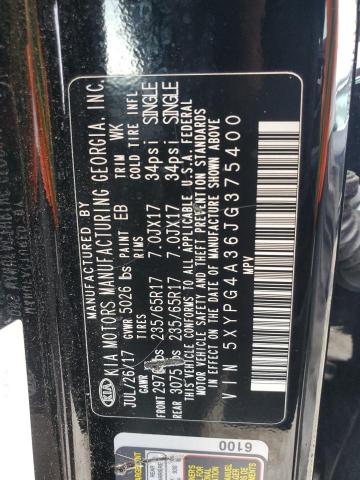 MANUFACTURED BY
KIA KIA MOTORS MANUFACTURING GEORGIA, INC.
JUL/26/17 PAINT EB TRIM WK
GVWR 5026 lbs
GAWR TIRES RIMS COLD TIRE INFL
FRONT lbs 235/65R17 7.0JX17 34psi SINGLE
REAR 3075 lbs 235/65R17 7.0JX17 34psi SINGLE
THIS VEHICLE CONFORMS TO ALL APPLICABLE U.S.A. FEDERAL
MOTOR VEHICLE SAFETY AND THEFT PREVENTION STANDARDS
IN EFFECT ON THE DATE OF MANUFACTURE SHOWN ABOVE
VIN 5XYPG4A36JG375400
MPV
6100